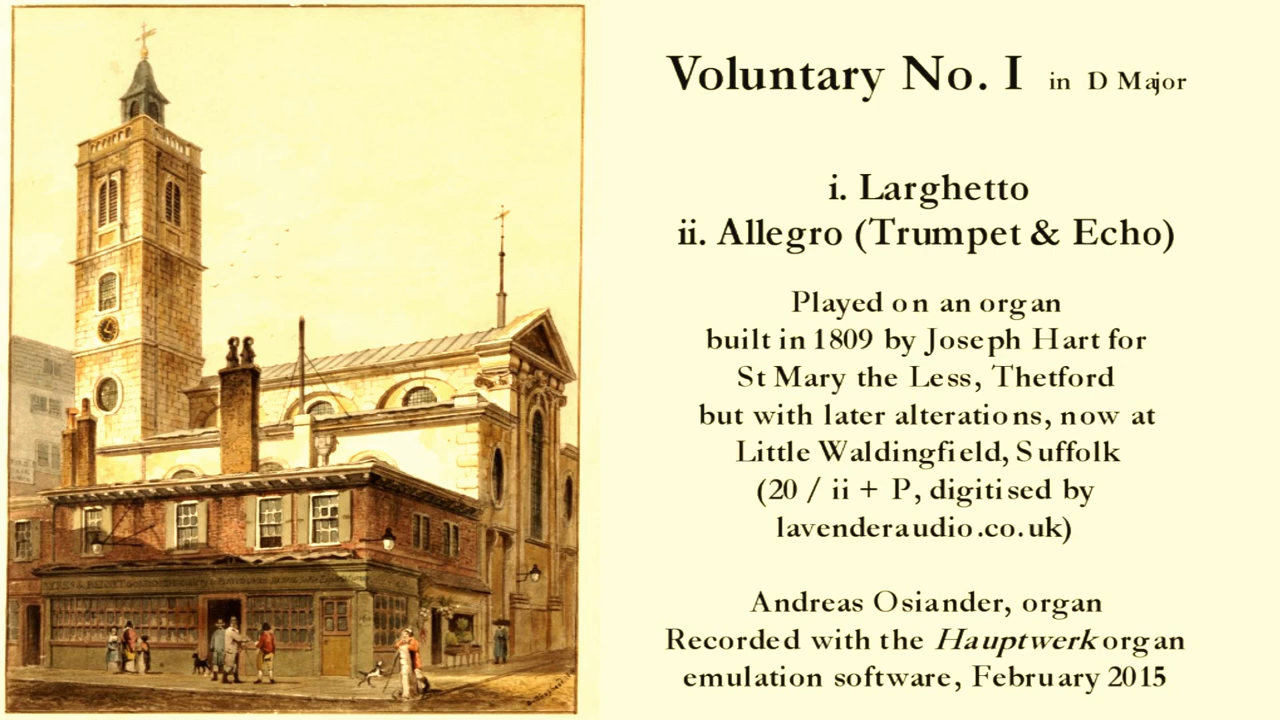 Voluntary No. I in D Major
i. Larghetto
ii. Allegro (Trumpet & Echo)
Played on an organ
built in 1809 by Joseph Hart for
St Mary the Less, Thetford
but with later alterations, now at
Little Waldingfield, Suffolk
(20 / ii + P, digitised by
lavenderaudio.co.uk)
Andreas Osiander, organ
Recorded with the Hauptwerk organ
emulation software, February 2015